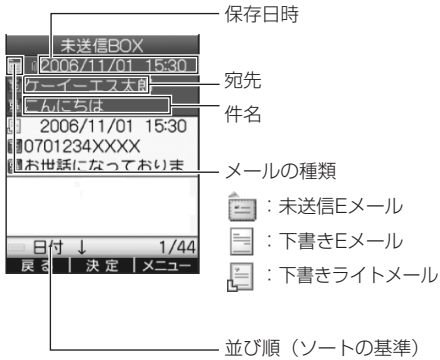 保存日時
未送信BOX
2006/11/01 15:30
ケーイーエス太郎
宛先
こんにちは
件名
2006/11/01 15:30
0701234XXXX
お世話になっておりま
メールの種類
：未送信Eメール
：下書きEメール
：下書きライトメール
日付 ↓ 1/44
戻る 決定 メニュー
並び順（ソートの基準）